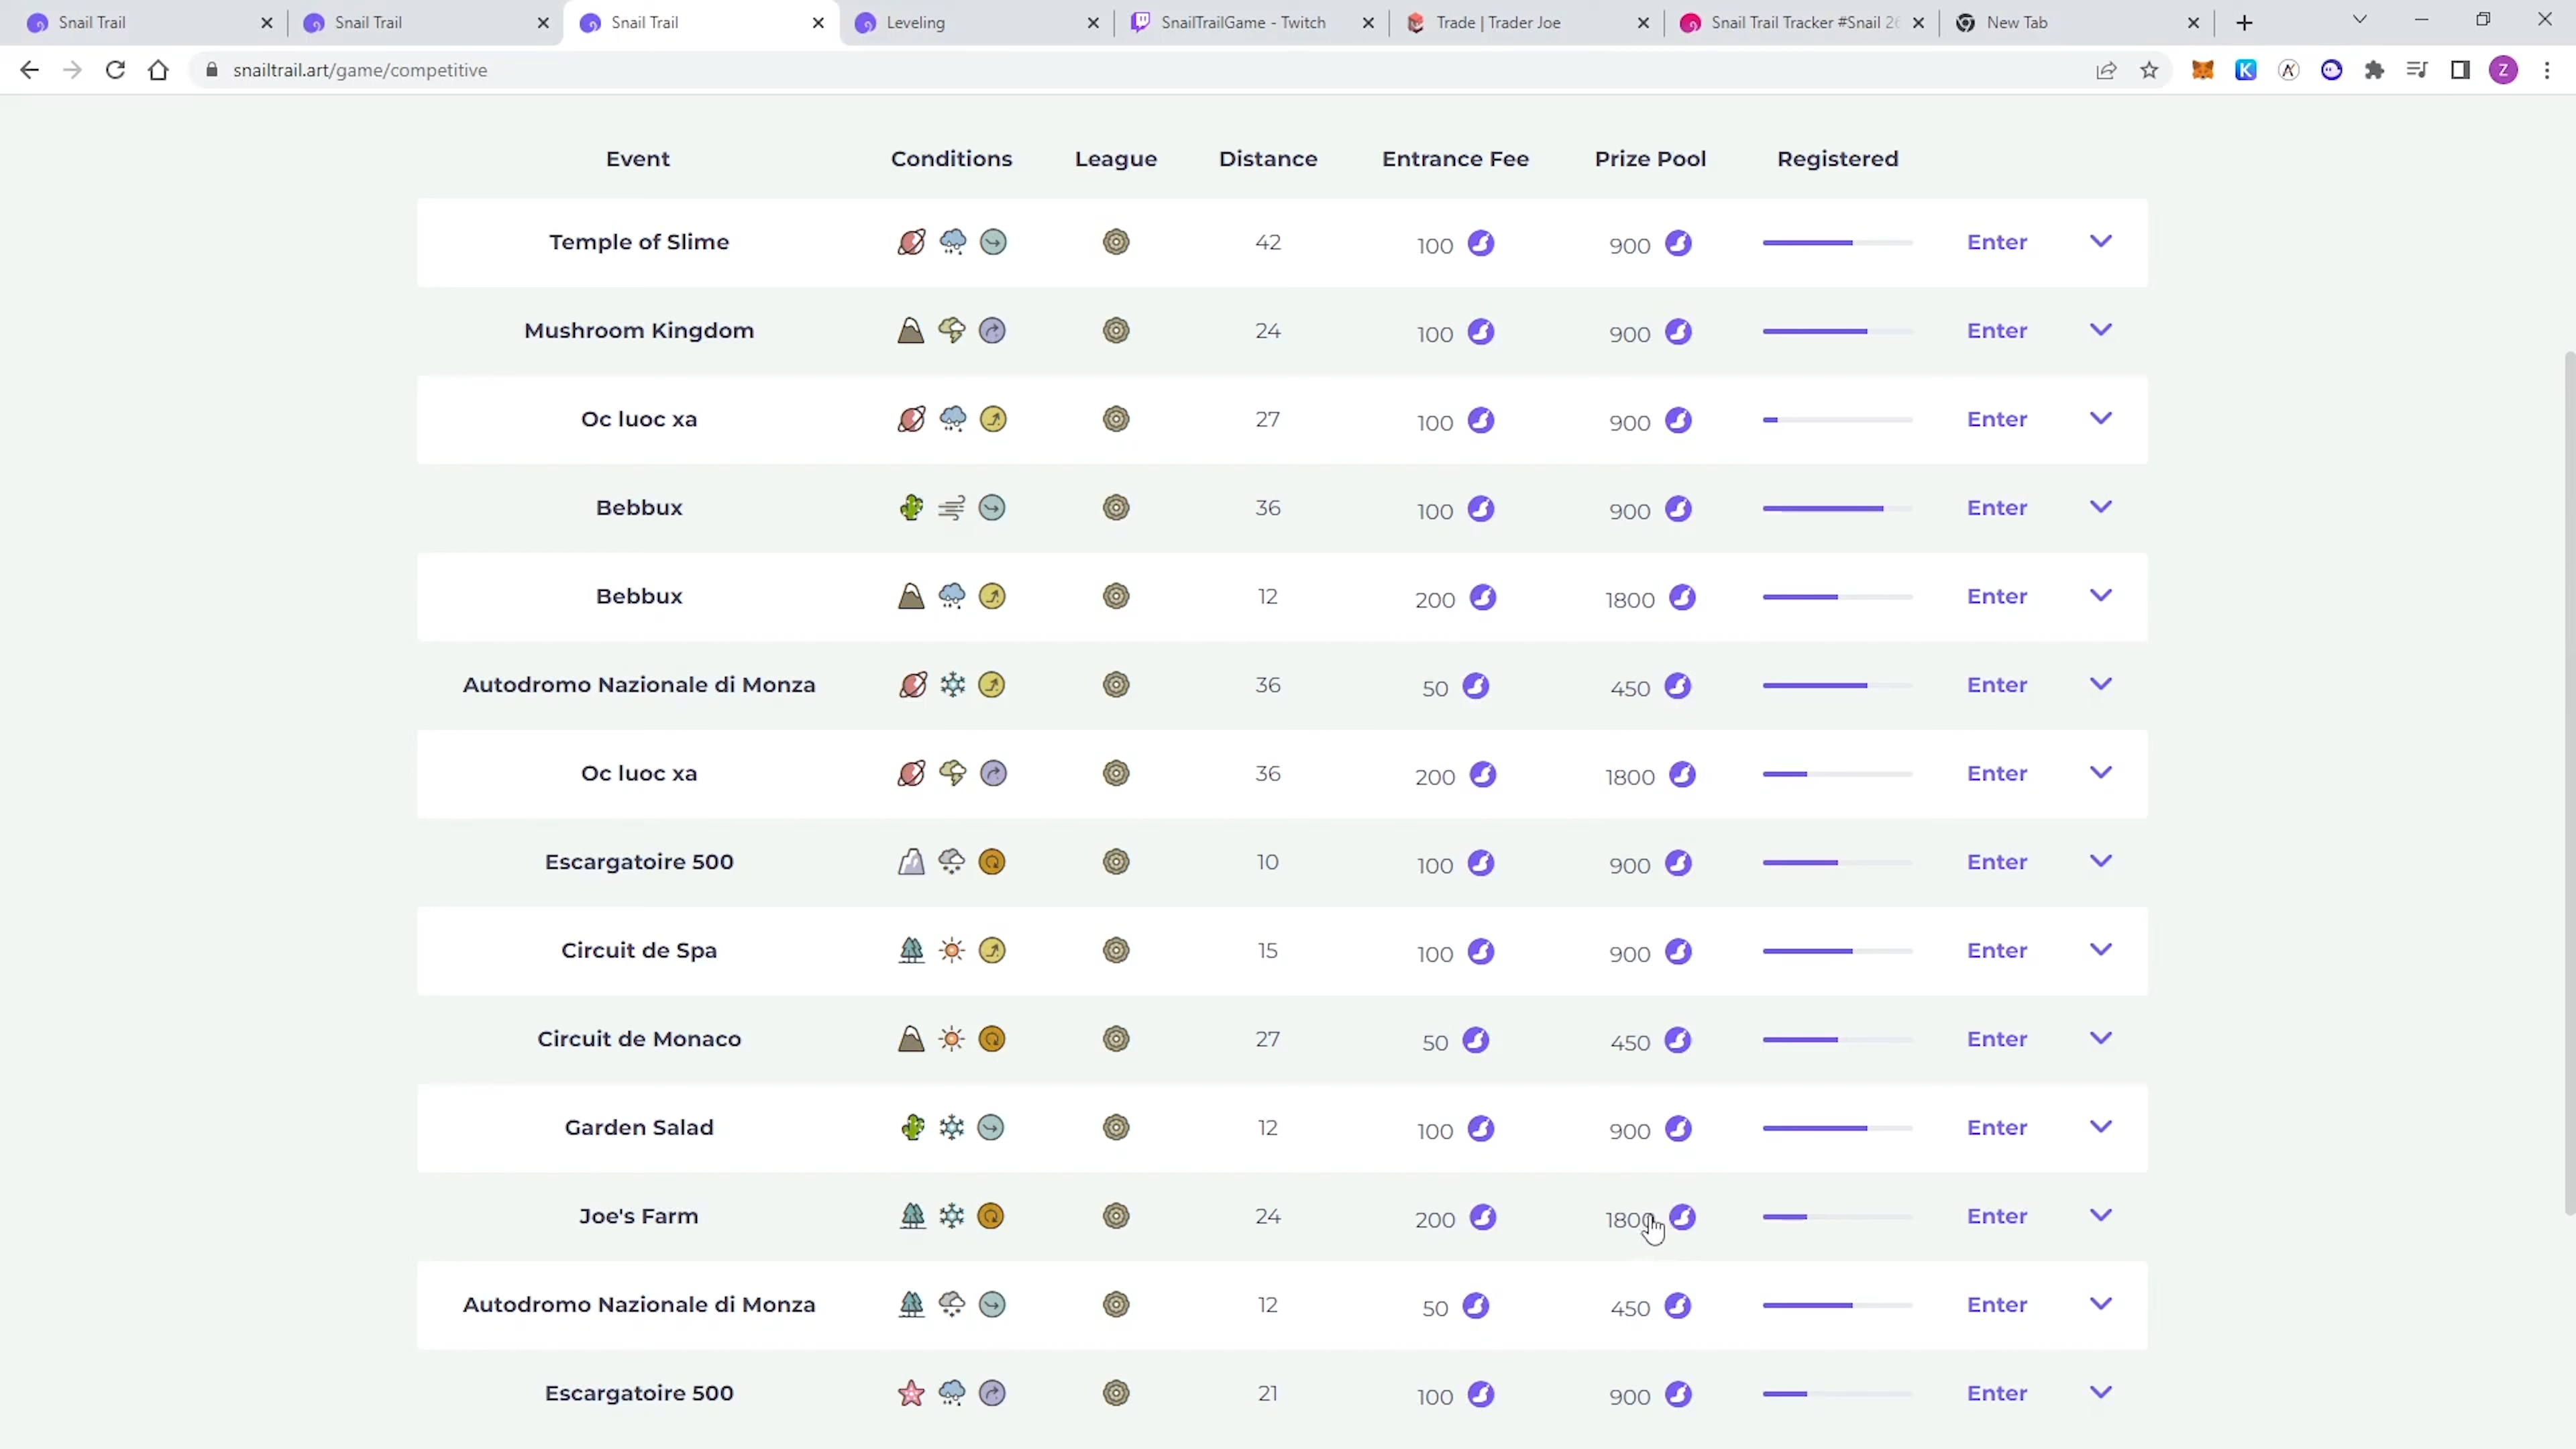 Snail Trail Snail Trail Snail Trail Leveling SnailTrailGame - Twitch Trade | Trader Joe Snail Trail Tracker #Snail 26 New Tab
snailtrail.art/game/competitive K Z
Event Conditions League Distance Entrance Fee Prize Pool Registered
Temple of Slime 42 100 900 Enter
Mushroom Kingdom 24 100 900 Enter
Oc luoc xa 27 100 900 Enter
Bebbux 36 100 900 Enter
Bebbux 12 200 1800 Enter
Autodromo Nazionale di Monza 36 50 450 Enter
Oc luoc xa 36 200 1800 Enter
Escargatoire 500 10 100 900 Enter
Circuit de Spa 15 100 900 Enter
Circuit de Monaco 27 50 450 Enter
Garden Salad 12 100 900 Enter
Joe's Farm 24 200 1800 Enter
Autodromo Nazionale di Monza 12 50 450 Enter
Escargatoire 500 21 100 900 Enter